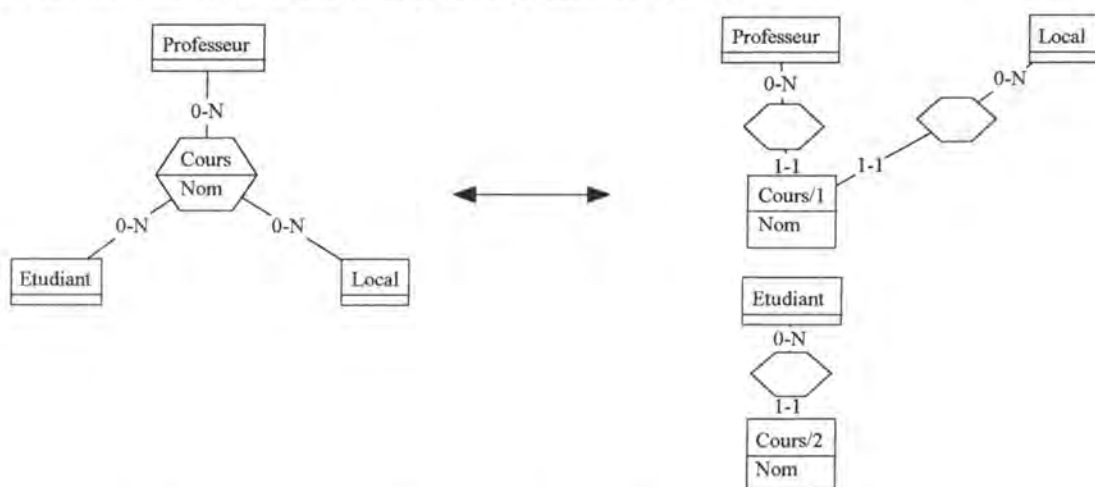 Professeur
0-N
Cours
Nom
0-N
0-N
Etudiant
Local
Professeur
Local
0-N
0-N
1-1
1-1
Cours/1
Nom
Etudiant
0-N
1-1
Cours/2
Nom